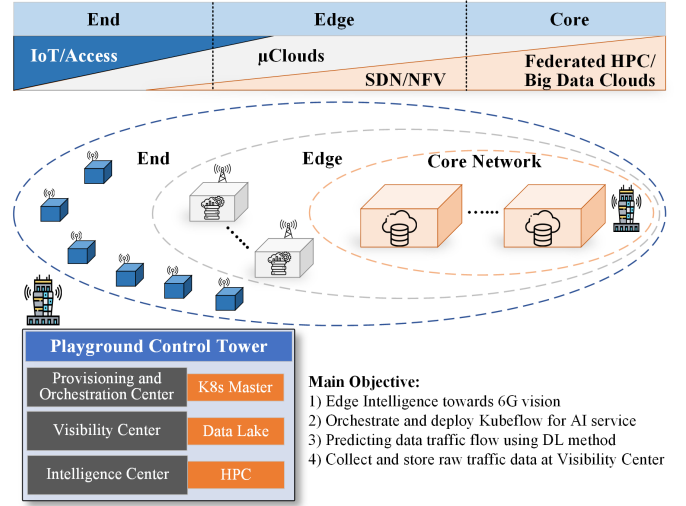 End Edge Core
IoT/Access
μClouds
SDN/NFV
Federated HPC/
Big Data Clouds
End
Edge
Core Network
Playground Control Tower
Provisioning and
Orchestration Center
K8s Master
Visibility Center
Data Lake
Intelligence Center
HPC
Main Objective:
1) Edge Intelligence towards 6G vision
2) Orchestrate and deploy Kubeflow for AI service
3) Predicting data traffic flow using DL method
4) Collect and store raw traffic data at Visibility Center